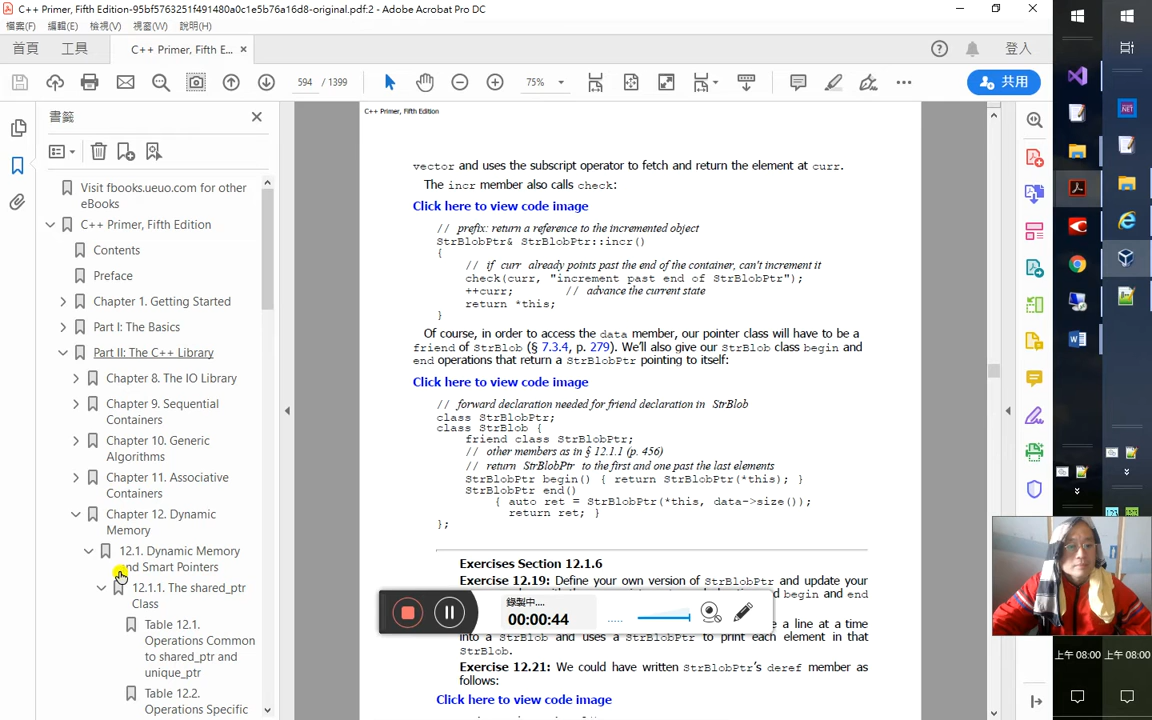 C++ Primer, Fifth Edition-95bf5763251f491480a0c1e5b76a16d8-original.pdf:2 - Adobe Acrobat Pro DC
檔案(F) 編輯(E) 檢視(V) 視窗(W) 說明(H)
首頁 工具 C++ Primer, Fifth E... × 登入
594 / 1399 75% 共用
書籤
Visit fbooks.ueuo.com for other
eBooks
C++ Primer, Fifth Edition
Contents
Preface
Chapter 1. Getting Started
Part I: The Basics
Part II: The C++ Library
Chapter 8. The IO Library
Chapter 9. Sequential
Containers
Chapter 10. Generic
Algorithms
Chapter 11. Associative
Containers
Chapter 12. Dynamic
Memory
12.1. Dynamic Memory
and Smart Pointers
12.1.1. The shared_ptr
Class
Table 12.1.
Operations Common
to shared_ptr and
unique_ptr
Table 12.2.
Operations Specific
C++ Primer, Fifth Edition
vector and uses the subscript operator to fetch and return the element at curr.
The incr member also calls check:
Click here to view code image
// prefix: return a reference to the incremented object
StrBlobPtr& StrBlobPtr::incr()
{
// if curr already points past the end of the container, can't increment it
check(curr, "increment past end of StrBlobPtr");
++curr; // advance the current state
return *this;
}
Of course, in order to access the data member, our pointer class will have to be a
friend of StrBlob (§ 7.3.4, p. 279). We'll also give our StrBlob class begin and
end operations that return a StrBlobPtr pointing to itself:
Click here to view code image
// forward declaration needed for friend declaration in StrBlob
class StrBlobPtr;
class StrBlob {
friend class StrBlobPtr;
// other members as in § 12.1.1 (p. 456)
// return StrBlobPtr to the first and one past the last elements
StrBlobPtr begin() { return StrBlobPtr(*this); }
StrBlobPtr end()
{ auto ret = StrBlobPtr(*this, data->size());
return ret; }
};
Exercises Section 12.1.6
Exercise 12.19: Define your own version of StrBlobPtr and update your
begin and end
a line at a time
into a StrBlob and uses a StrBlobPtr to print each element in that
StrBlob.
Exercise 12.21: We could have written StrBlobPtr's deref member as
follows:
Click here to view code image
錄製中....
00:00:44
.NET
上午 08:00 上午 08:00